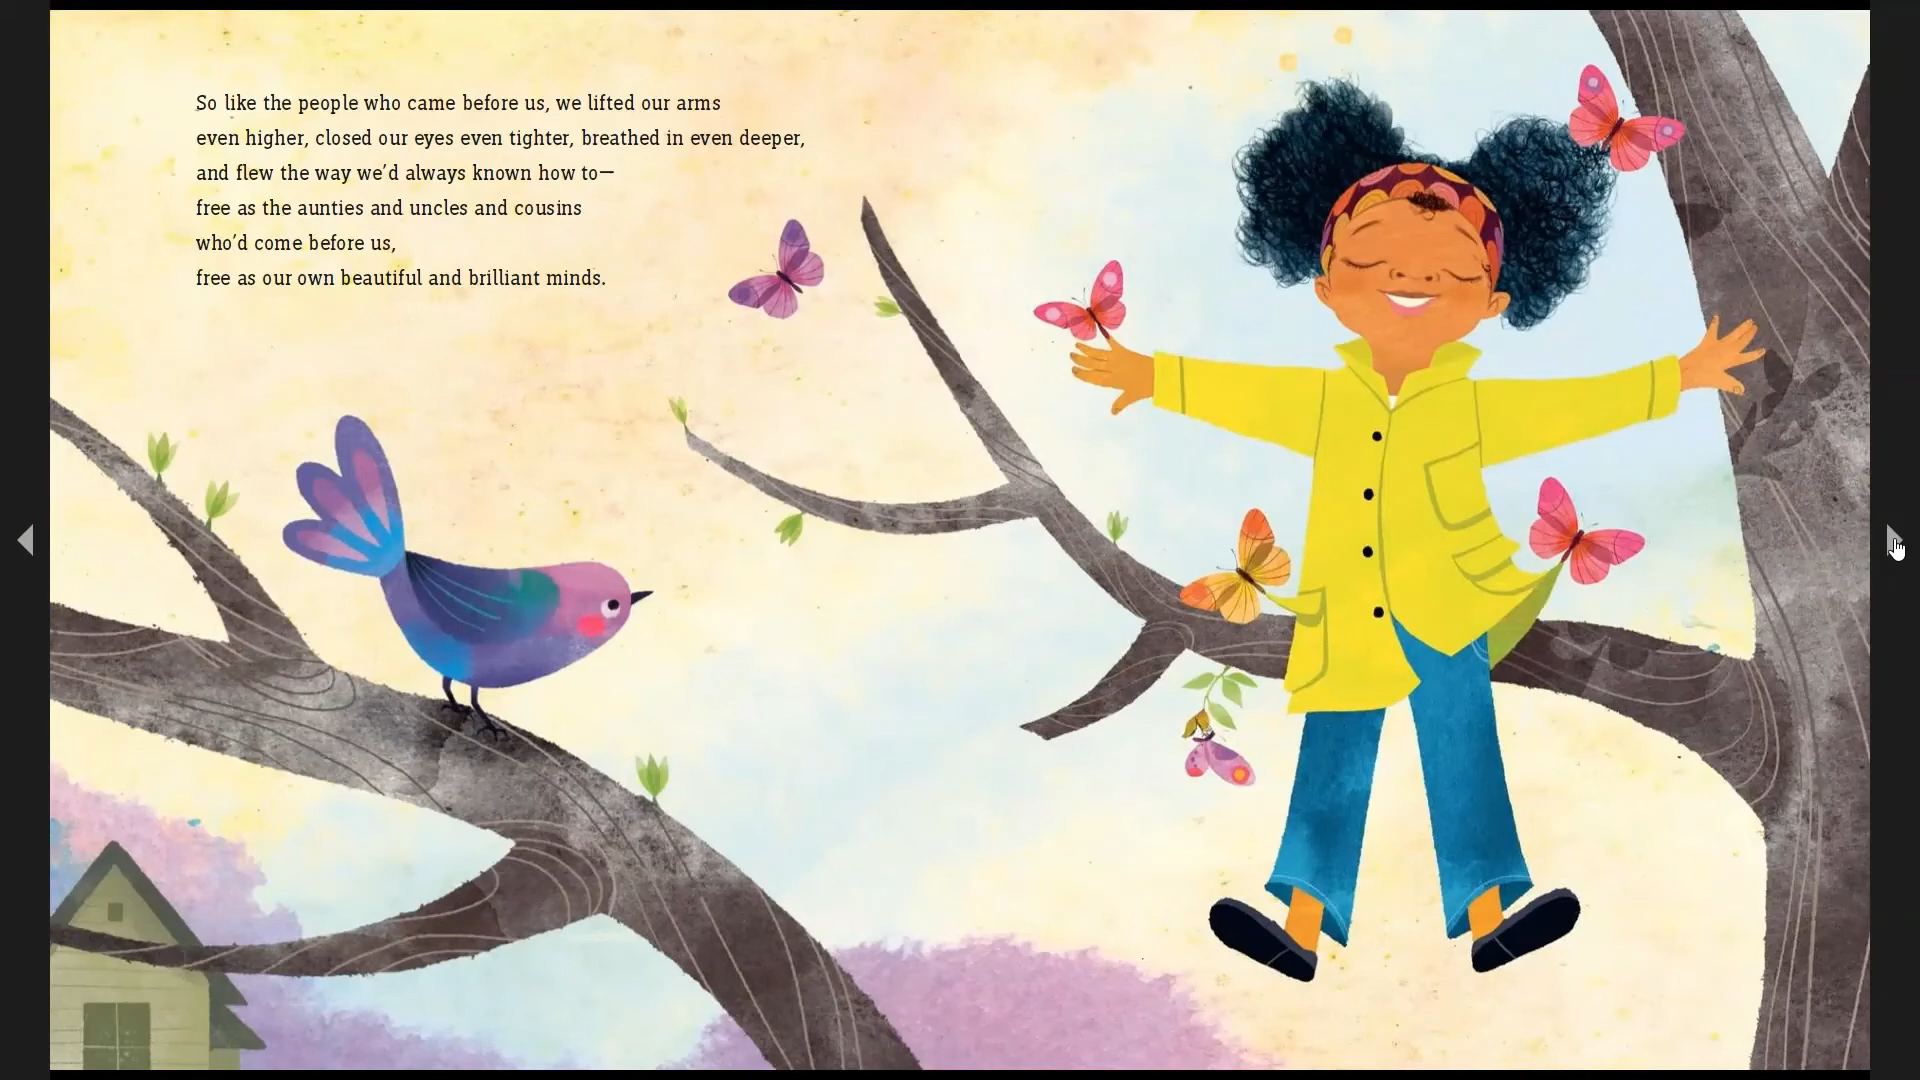 So like the people who came before us, we lifted our arms
even higher, closed our eyes even tighter, breathed in even deeper,
and flew the way we’d always known how to—
free as the aunties and uncles and cousins
who’d come before us,
free as our own beautiful and brilliant minds.